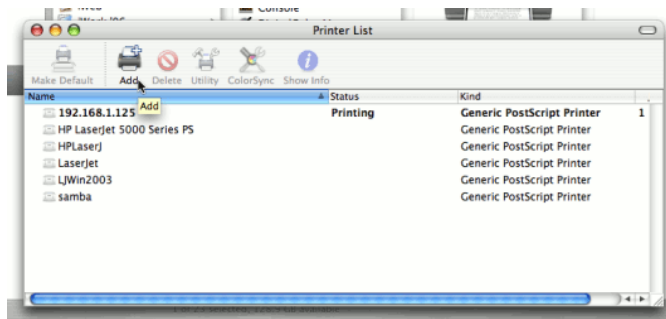 Console
Printer List
Make Default Add Delete Utility ColorSync Show Info
Name Status Kind
Add
192.168.1.125 Printing Generic PostScript Printer 1
HP LaserJet 5000 Series PS Generic PostScript Printer
HPLaserJ Generic PostScript Printer
LaserJet Generic PostScript Printer
LJWin2003 Generic PostScript Printer
samba Generic PostScript Printer